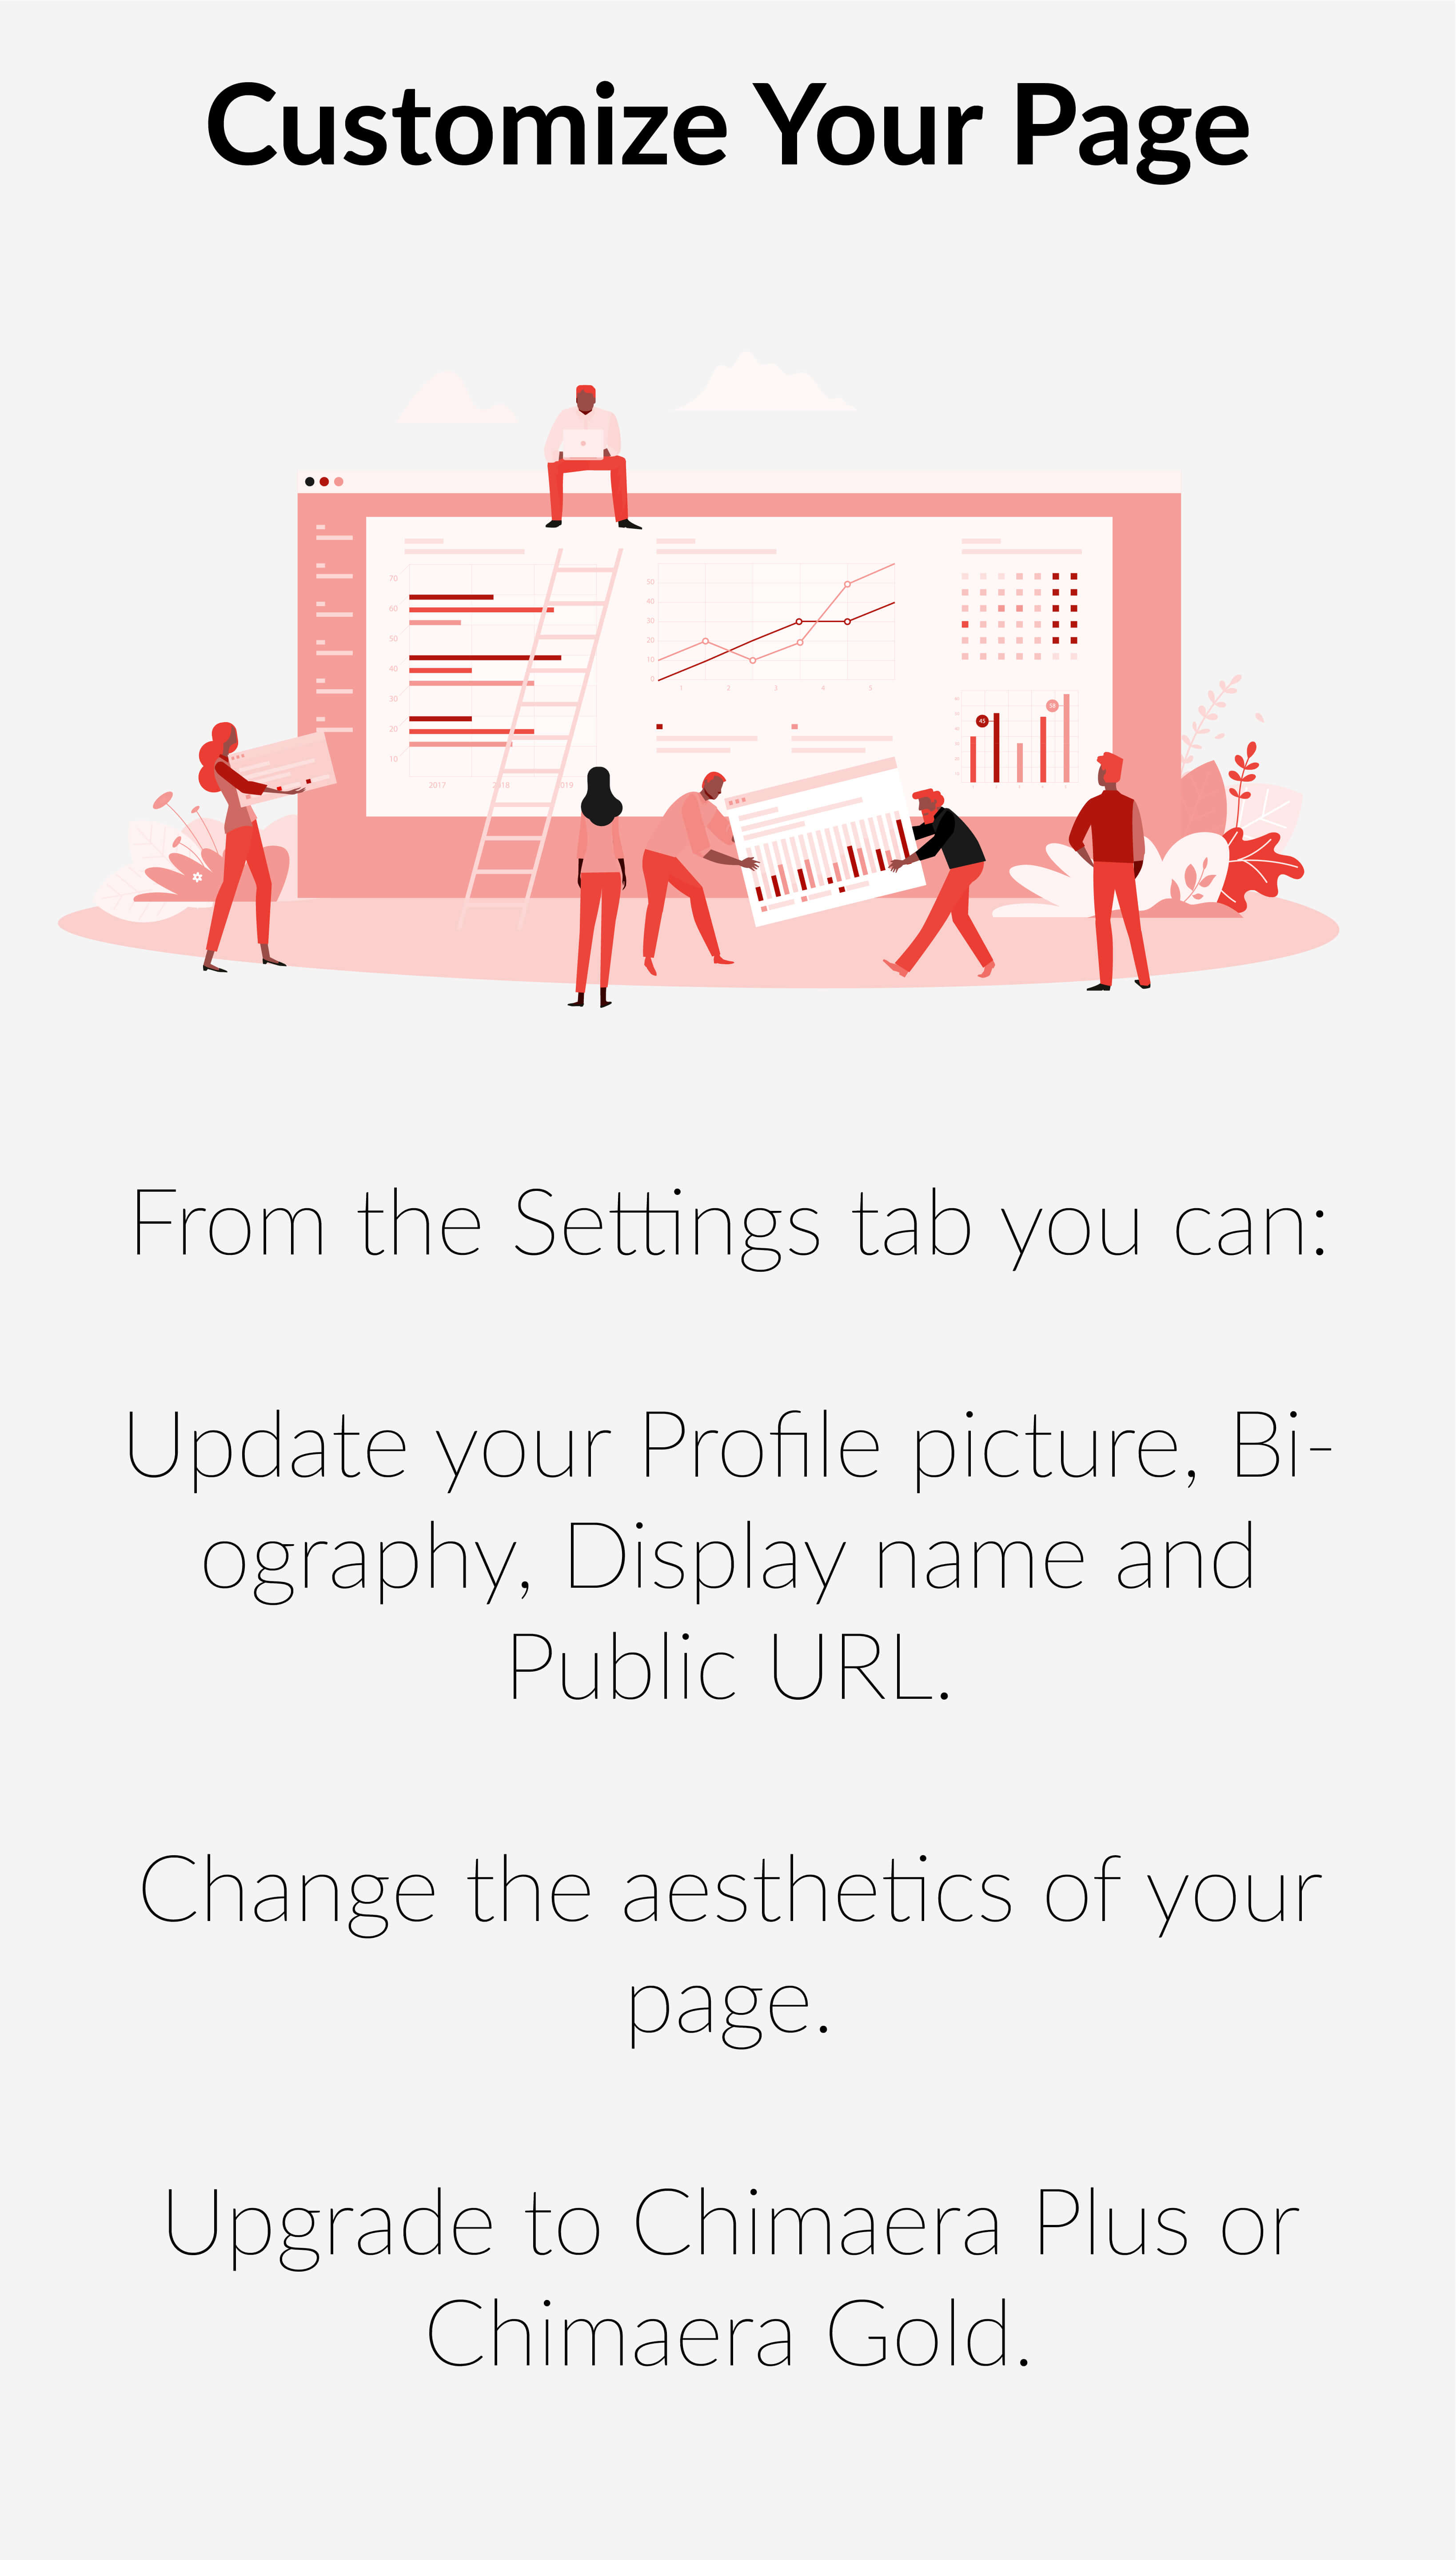 Customize Your Page
70
60
50
40
30
20
10
2017
2018
2019
50
40
30
20
10
0
1 2 3 4 5
45
From the Settings tab you can:
Update your Profile picture, Bi-
ography, Display name and
Public URL.
Change the aesthetics of your
page.
Upgrade to Chimaera Plus or
Chimaera Gold.